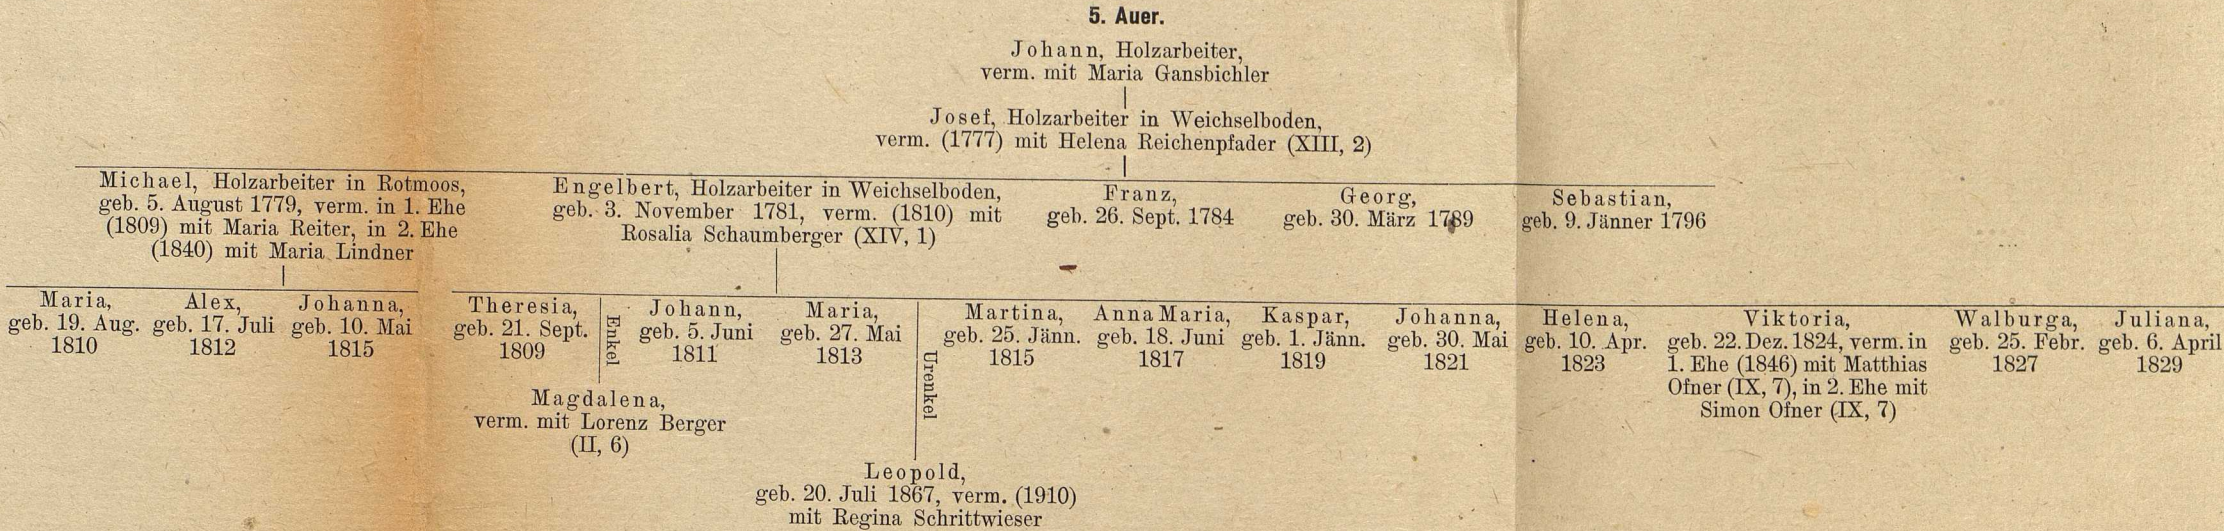 5. Auer.
Johann, Holzarbeiter,
verm. mit Maria Gansbichler
Josef, Holzarbeiter in Weichselboden,
verm. (1777) mit Helena Reichenpfader (XIII, 2)
Michael, Holzarbeiter in Rotmoos,
geb. 5. August 1779, verm. in 1. Ehe
(1809) mit Maria Reiter, in 2. Ehe
(1840) mit Maria Lindner
Engelbert, Holzarbeiter in Weichselboden,
geb. 3. November 1781, verm. (1810) mit
Rosalia Schaumberger (XIV, 1)
Franz,
geb. 26. Sept. 1784
Georg,
geb. 30. März 1789
Sebastian,
geb. 9. Jänner 1796
Maria,
geb. 19. Aug.
1810
Alex,
geb. 17. Juli
1812
Johanna,
geb. 10. Mai
1815
Theresia,
geb. 21. Sept.
1809
Enkel
Magdalena,
verm. mit Lorenz Berger
(II, 6)
Johann,
geb. 5. Juni
1811
Maria,
geb. 27. Mai
1813
Urenkel
Leopold,
geb. 20. Juli 1867, verm. (1910)
mit Regina Schrittwieser
Martina,
geb. 25. Jänn.
1815
Anna Maria,
geb. 18. Juni
1817
Kaspar,
geb. 1. Jänn.
1819
Johanna,
geb. 30. Mai
1821
Helena,
geb. 10. Apr.
1823
Viktoria,
geb. 22. Dez. 1824, verm. in
1. Ehe (1846) mit Matthias
Ofner (IX, 7), in 2. Ehe mit
Simon Ofner (IX, 7)
Walburga,
geb. 25. Febr.
1827
Juliana,
geb. 6. April
1829